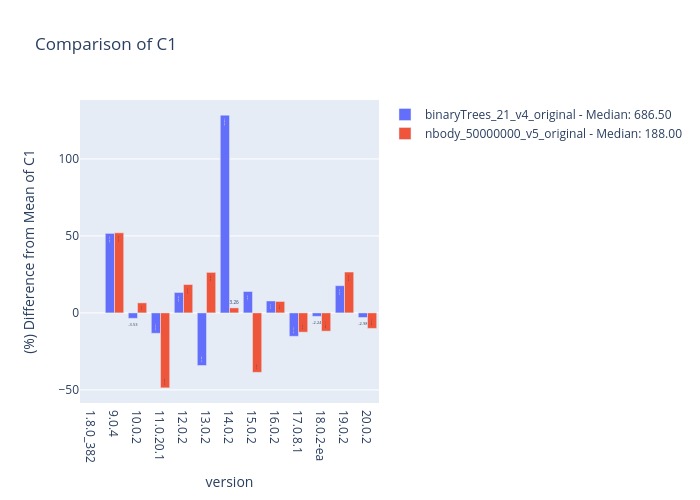 Comparison of C1
binaryTrees_21_v4_original - Median: 686.50
nbody_50000000_v5_original - Median: 188.00
(%) Difference from Mean of C1
100
50
0
−50
3.26
1.8.0_382
9.0.4
10.0.2
11.0.20.1
12.0.2
13.0.2
14.0.2
15.0.2
16.0.2
17.0.8.1
18.0.2-ea
19.0.2
20.0.2
version